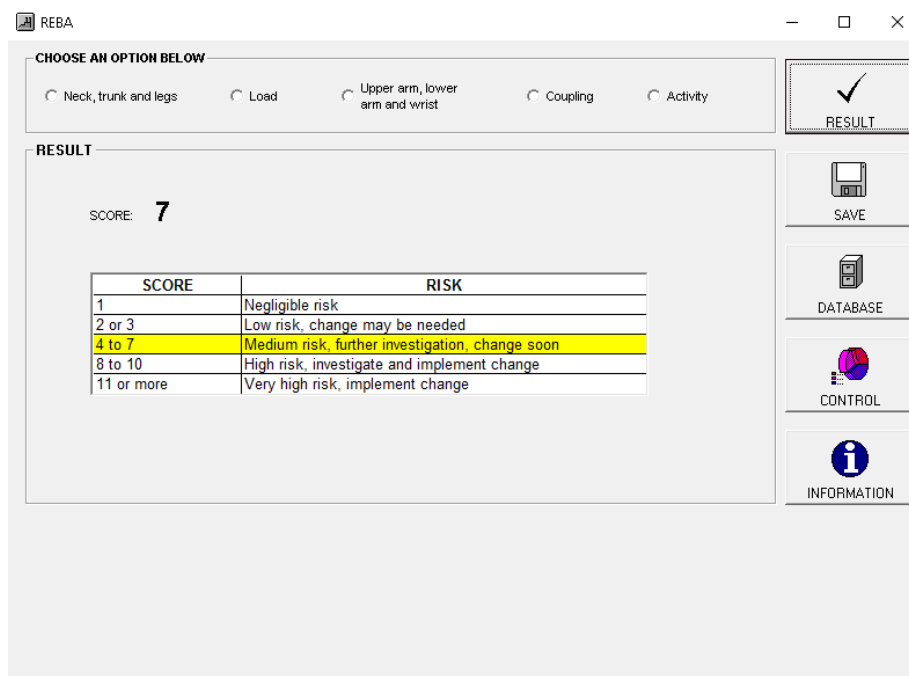 REBA
CHOOSE AN OPTION BELOW
Neck, trunk and legs
Load
Upper arm, lower
arm and wrist
Coupling
Activity
RESULT
SAVE
DATABASE
CONTROL
INFORMATION
RESULT
SCORE: 7
SCORE RISK
1 Negligible risk
2 or 3 Low risk, change may be needed
4 to 7 Medium risk, further investigation, change soon
8 to 10 High risk, investigate and implement change
11 or more Very high risk, implement change